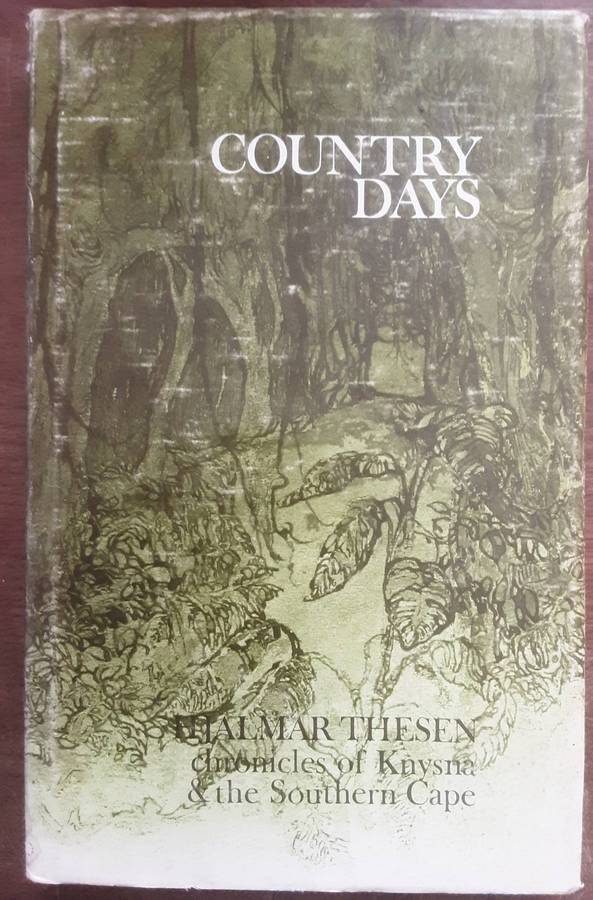 COUNTRY
DAYS
HJALMAR THESEN
chronicles of Knysna
& the Southern Cape